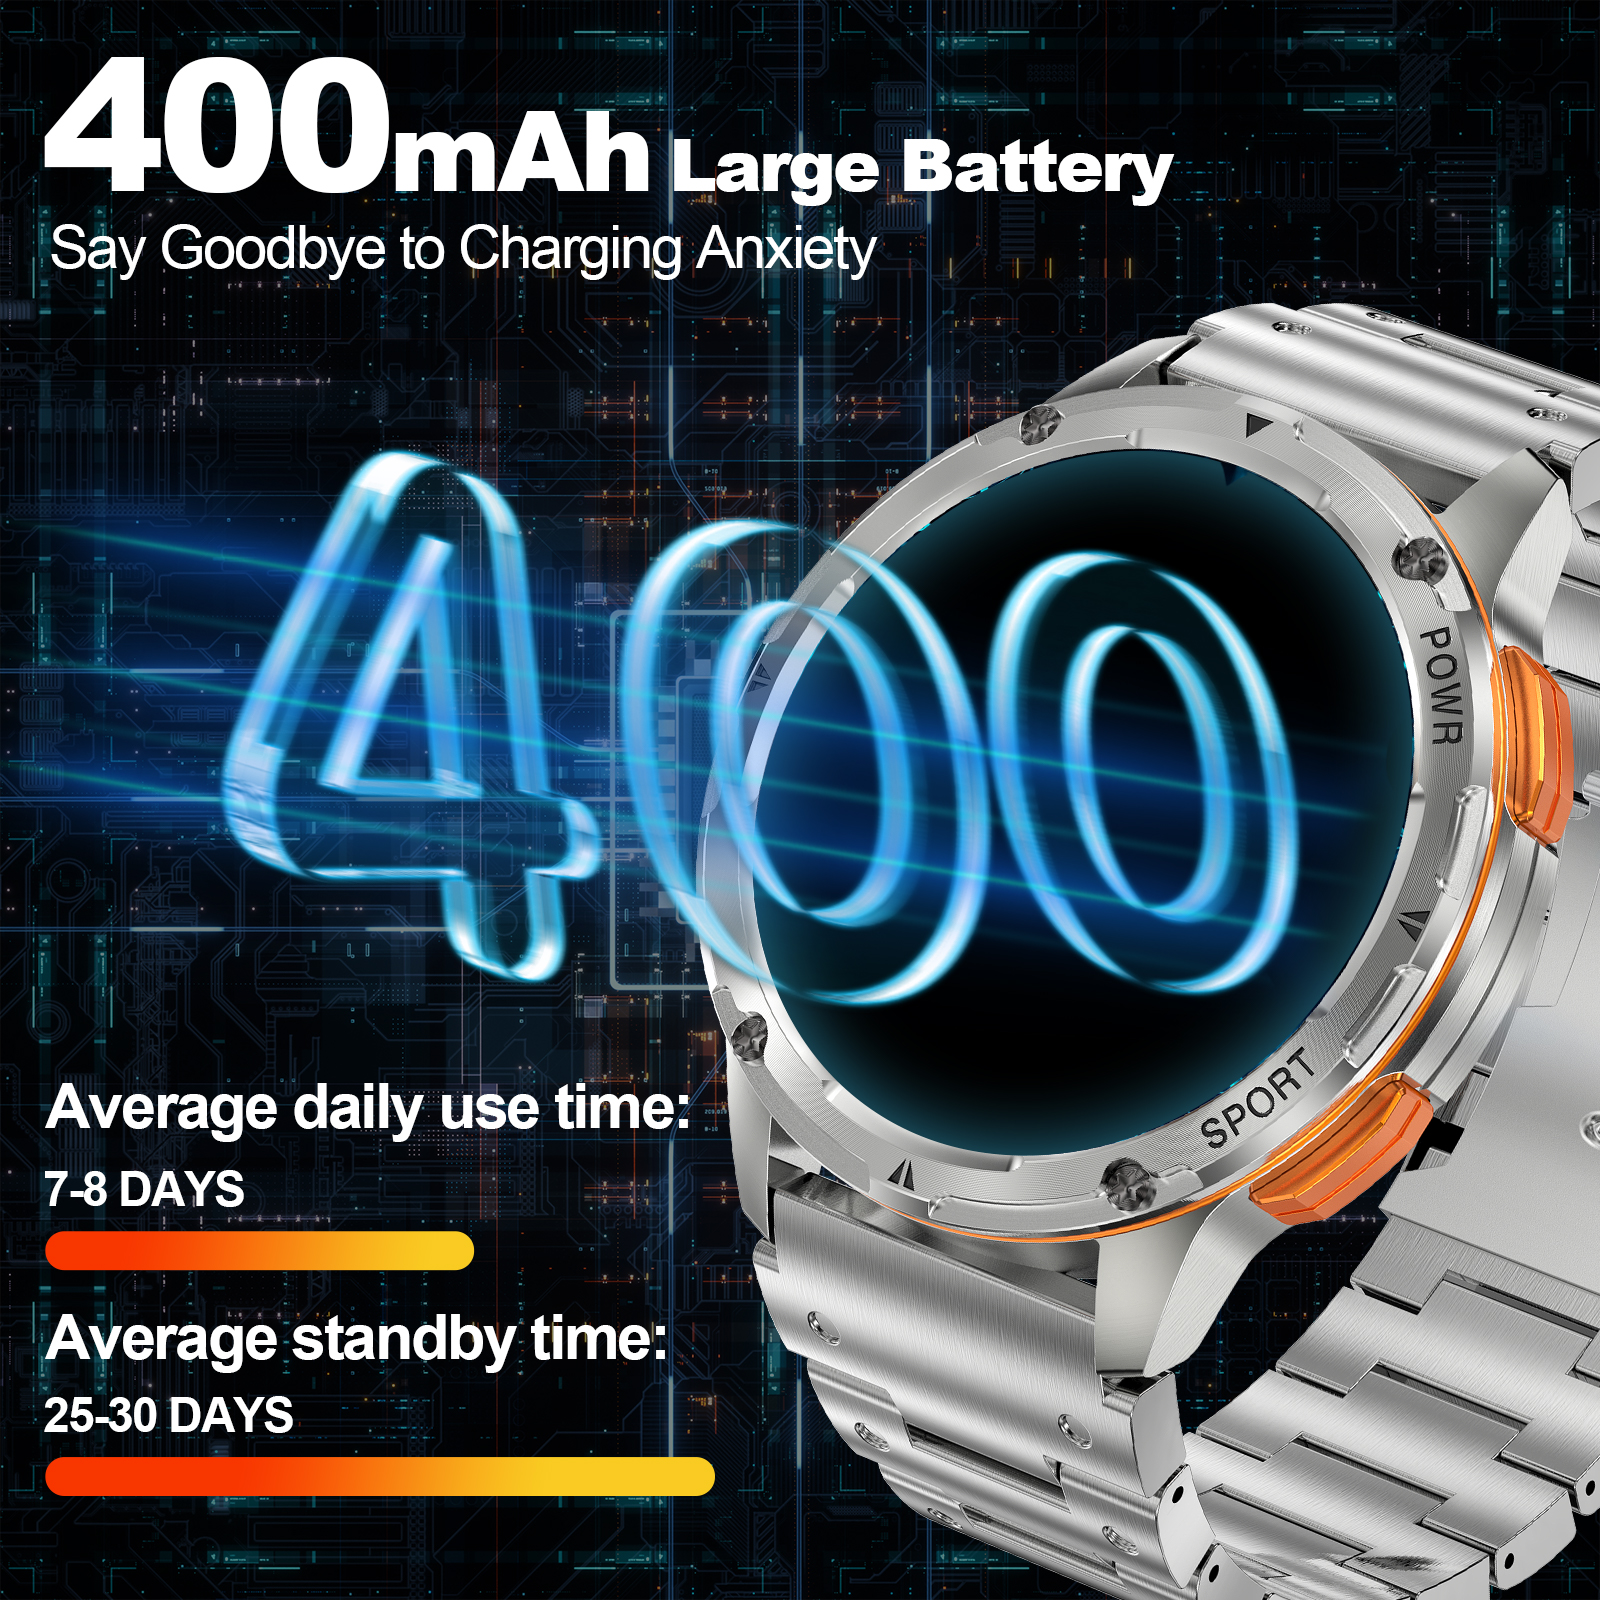 400mAh Large Battery
Say Goodbye to Charging Anxiety
400
POWR
SPORT
Average daily use time:
7-8 DAYS
Average standby time:
25-30 DAYS